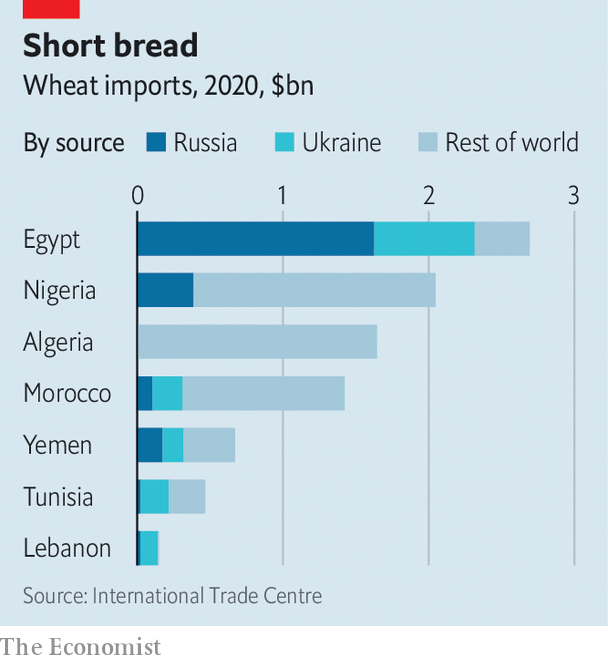 Short bread
Wheat imports, 2020, $bn
By source Russia Ukraine Rest of world
0 1 2 3
Egypt
Nigeria
Algeria
Morocco
Yemen
Tunisia
Lebanon
Source: International Trade Centre
The Economist